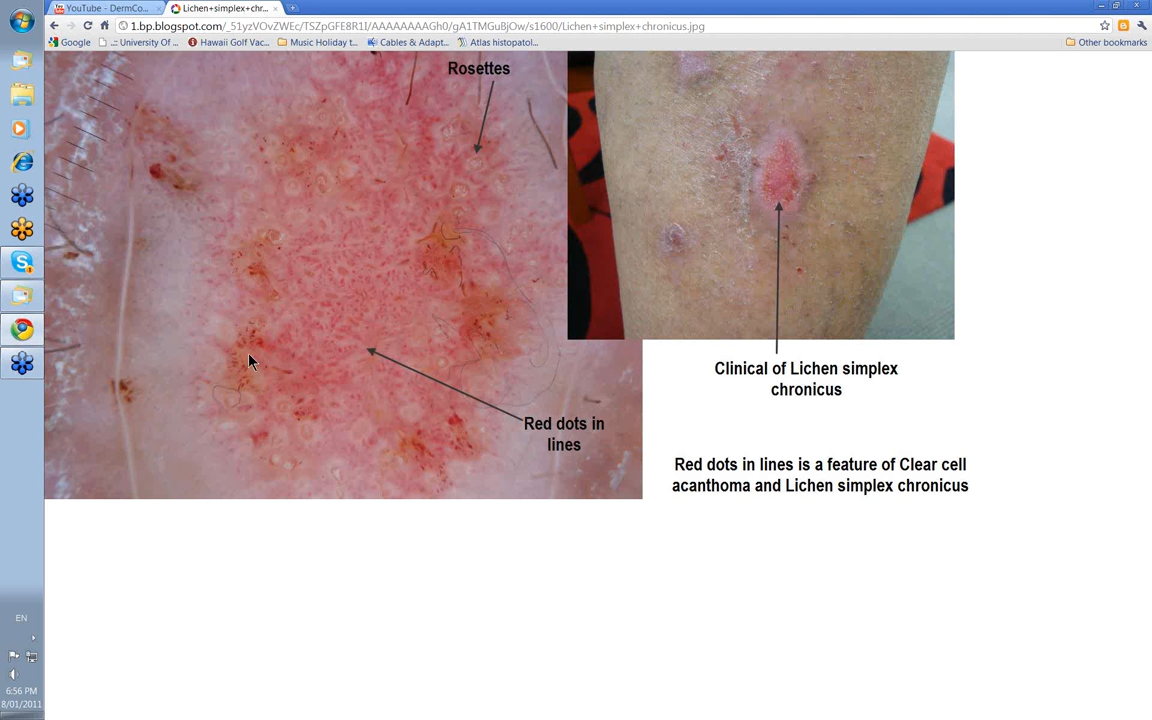 YouTube - DermCo...
Lichen+simplex+chr...
1.bp.blogspot.com/_51yzVOvZWEc/TSZpGFE8R1I/AAAAAAAAGh0/gA1TMGuBjOw/s1600/Lichen+simplex+chronicus.jpg
Google
..:: University Of ...
Hawaii Golf Vac...
Music Holiday t...
Cables & Adapt...
Atlas histopatol...
Other bookmarks
Rosettes
Clinical of Lichen simplex
chronicus
Red dots in
lines
Red dots in lines is a feature of Clear cell
acanthoma and Lichen simplex chronicus
EN
6:56 PM
8/01/2011